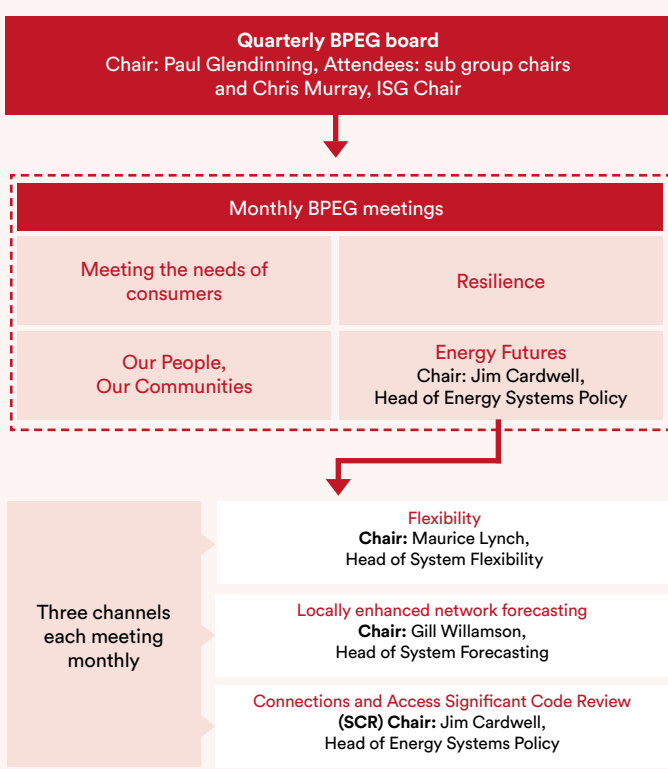 Quarterly BPEG board
Chair: Paul Glendinning, Attendees: sub group chairs
and Chris Murray, ISG Chair
Monthly BPEG meetings
Meeting the needs of
consumers
Resilience
Our People,
Our Communities
Energy Futures
Chair: Jim Cardwell,
Head of Energy Systems Policy
Three channels
each meeting
monthly
Flexibility
Chair: Maurice Lynch,
Head of System Flexibility
Locally enhanced network forecasting
Chair: Gill Willamson,
Head of System Forecasting
Connections and Access Significant Code Review
(SCR) Chair: Jim Cardwell,
Head of Energy Systems Policy